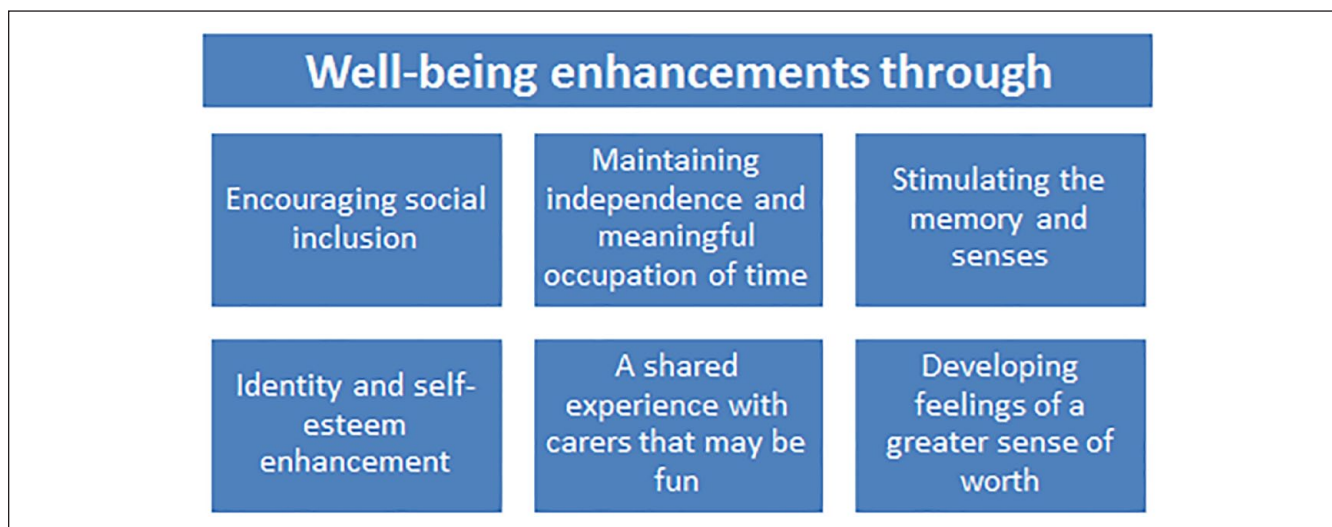 Well-being enhancements through
Encouraging social
inclusion
Maintaining
independence and
meaningful
occupation of time
Stimulating the
memory and
senses
Identity and self-
esteem
enhancement
A shared
experience with
carers that may be
fun
Developing
feelings of a
greater sense of
worth